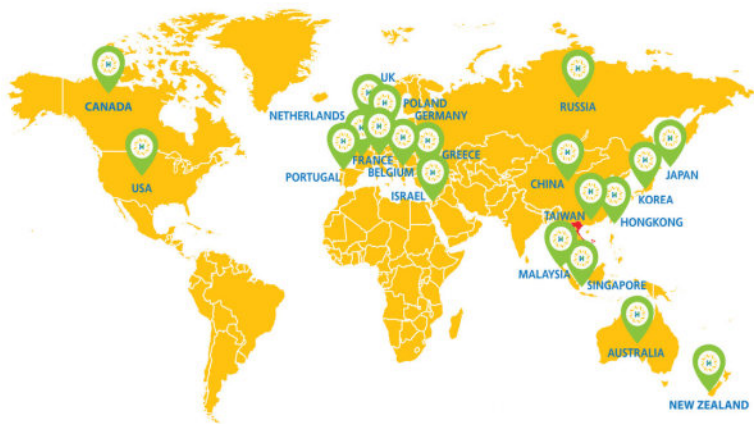 UK
CANADA
POLAND
RUSSIA
NETHERLANDS
GERMANY
FRANCE
GREECE
PORTUGAL
BELGIUM
JAPAN
USA
CHINA
ISRAEL
KOREA
TAIWAN
HONGKONG
MALAYSIA
SINGAPORE
AUSTRALIA
NEW ZEALAND